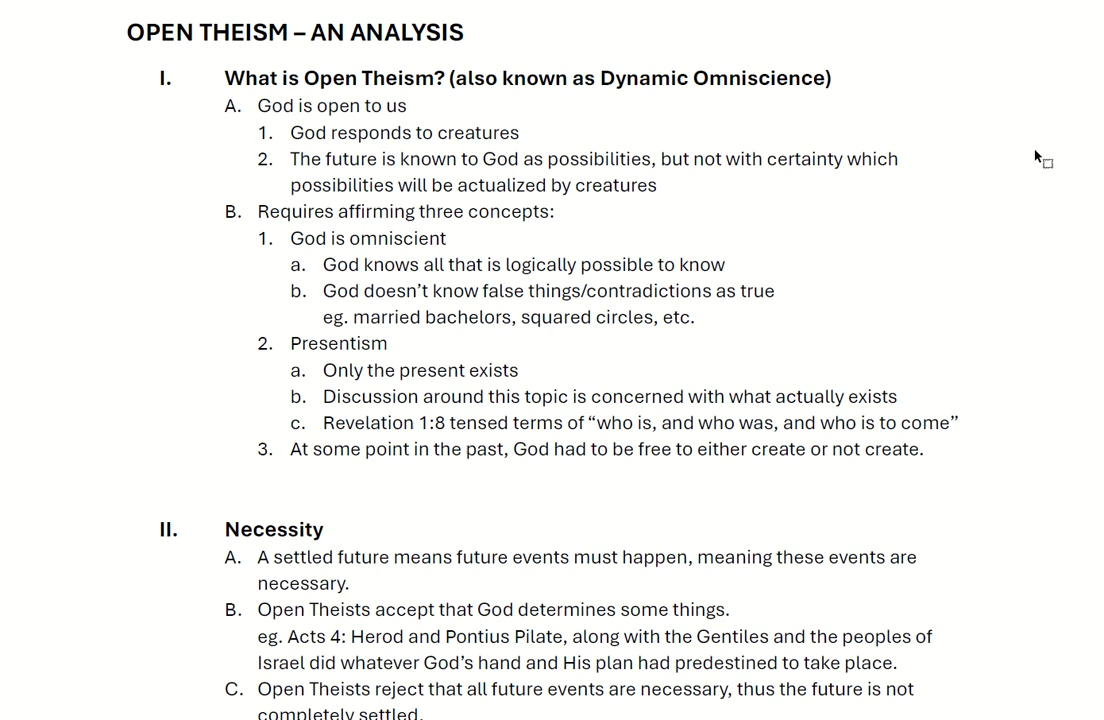 OPEN THEISM – AN ANALYSIS
I. What is Open Theism? (also known as Dynamic Omniscience)
A. God is open to us
1. God responds to creatures
2. The future is known to God as possibilities, but not with certainty which
possibilities will be actualized by creatures
B. Requires affirming three concepts:
1. God is omniscient
a. God knows all that is logically possible to know
b. God doesn’t know false things/contradictions as true
eg. married bachelors, squared circles, etc.
2. Presentism
a. Only the present exists
b. Discussion around this topic is concerned with what actually exists
c. Revelation 1:8 tensed terms of “who is, and who was, and who is to come”
3. At some point in the past, God had to be free to either create or not create.
II. Necessity
A. A settled future means future events must happen, meaning these events are
necessary.
B. Open Theists accept that God determines some things.
eg. Acts 4: Herod and Pontius Pilate, along with the Gentiles and the peoples of
Israel did whatever God’s hand and His plan had predestined to take place.
C. Open Theists reject that all future events are necessary, thus the future is not
completely settled.